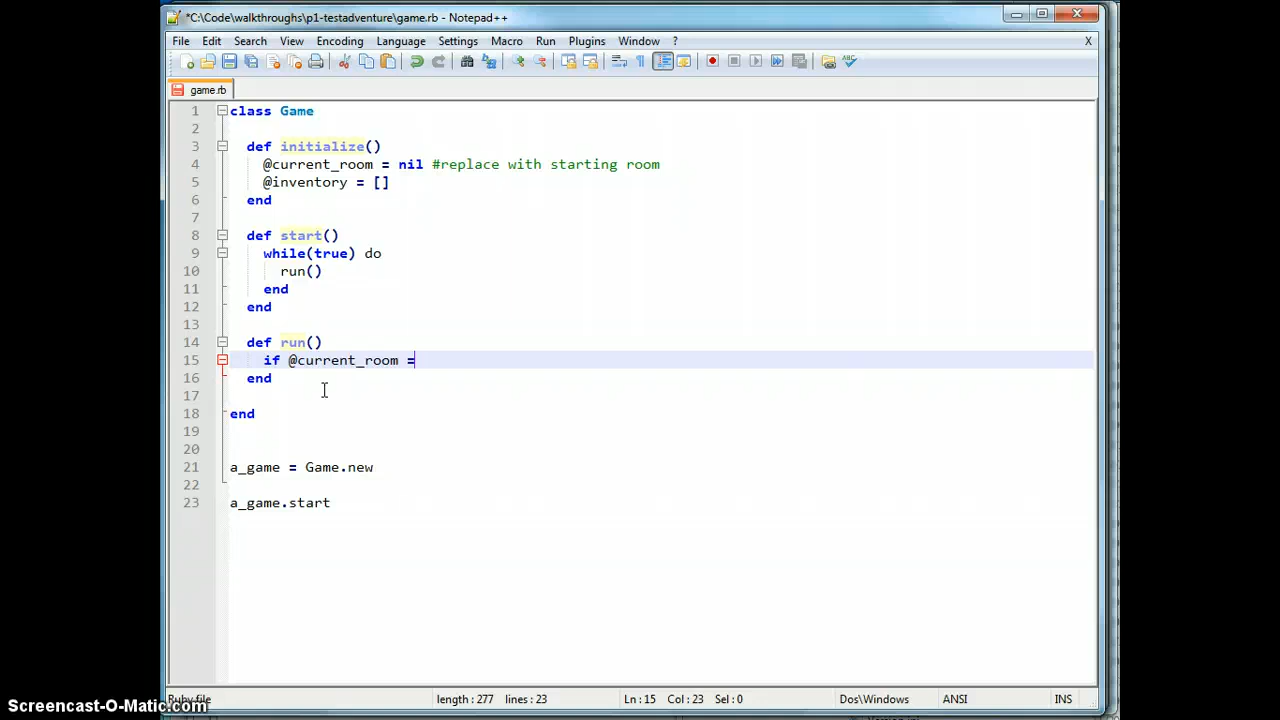 *C:\Code\walkthroughs\p1-testadventure\game.rb - Notepad++
File Edit Search View Encoding Language Settings Macro Run Plugins Window ? X
game.rb
1 class Game
2
3 def initialize()
4 @current_room = nil #replace with starting room
5 @inventory = []
6 end
7
8 def start()
9 while(true) do
10 run()
11 end
12 end
13
14 def run()
15 if @current_room =
16 end
17
18 end
19
20
21 a_game = Game.new
22
23 a_game.start
Ruby file length : 277 lines : 23 Ln : 15 Col : 23 Sel : 0 Dos\Windows ANSI INS
Screencast-O-Matic.com